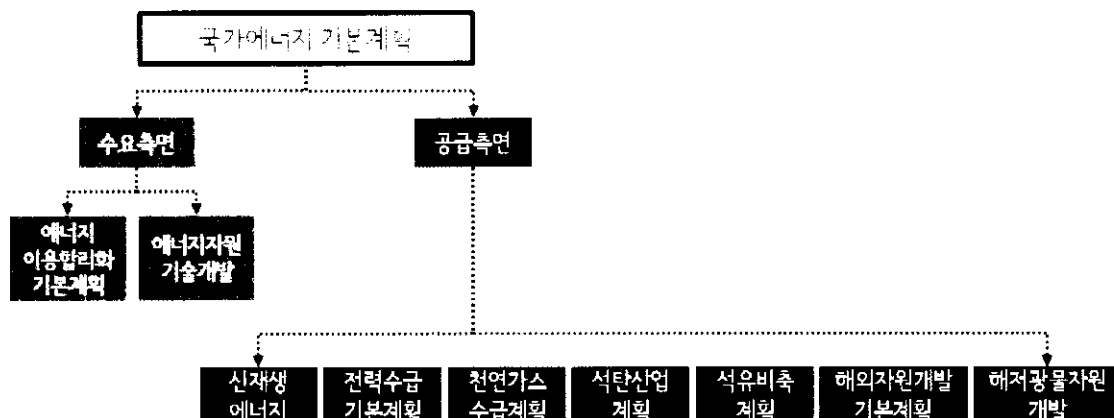 국가에너지 기본계획
수요측면
공급측면
에너지
이용합리화
기본계획
에너지자원
기술개발
신재생
에너지
전력수급
기본계획
천연가스
수급계획
석탄산업
계획
석유비축
계획
해외자원개발
기본계획
해저광물자원
개발